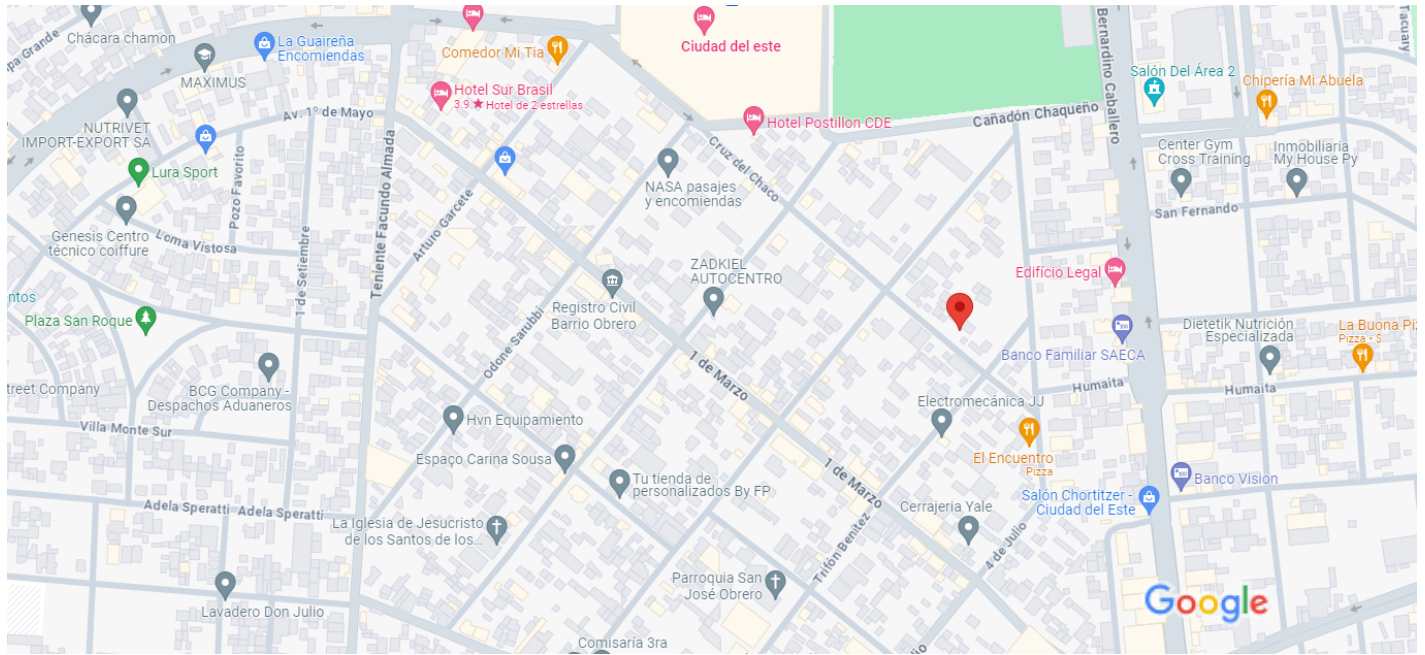 Chácara chamon
La Guaireña
Encomiendas
MAXIMUS
Comedor Mi Tia
Hotel Sur Brasil
3,9 ★ Hotel de 2 estrellas
Ciudad del este
Bernardino Caballero
Tacuary
Salón Del Área 2
Chipería Mi Abuela
NUTRIVET
IMPORT-EXPORT SA
Av. 1º de Mayo
Hotel Postillon CDE
Cañadón Chaqueño
Lura Sport
Pozo Favorito
Teniente Facundo Almada
Cruz del Chaco
Center Gym
Cross Training
Inmobiliaria
My House Py
NASA pasajes
y encomiendas
Arturo Garcete
San Fernando
Genesis Centro
técnico coiffure
Loma Vistosa
1 de Setiembre
ZADKIEL
AUTOCENTRO
Edifício Legal
Registro Civil
Barrio Obrero
Plaza San Roque
Odone Sarubbi
Banco Familiar SAECA
Dietetik Nutrición
Especializada
La Buona Piz
Pizza · $
1 de Marzo
treet Company
BCG Company -
Despachos Aduaneros
Humaita
Humaita
Electromecánica JJ
Villa Monte Sur
Hvn Equipamiento
El Encuentro
Pizza
Espaço Carina Sousa
1 de Marzo
Tu tienda de
personalizados By FP
Banco Vision
Salón Chortitzer -
Ciudad del Este
Adela Speratti
Adela Speratti
Cerrajeria Yale
La Iglesia de Jesucristo
de los Santos de los...
Trifón Benítez
4 de Julio
Parroquia San
José Obrero
Lavadero Don Julio
Google
Comisaría 3ra